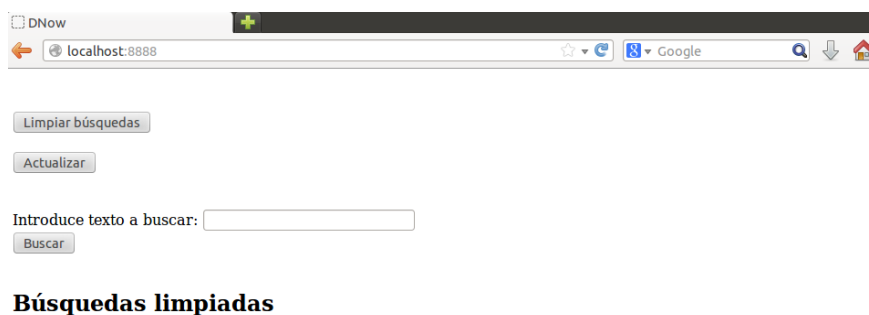 DNow
localhost:8888 Google
Limpiar búsquedas
Actualizar
Introduce texto a buscar:
Buscar
Búsquedas limpiadas